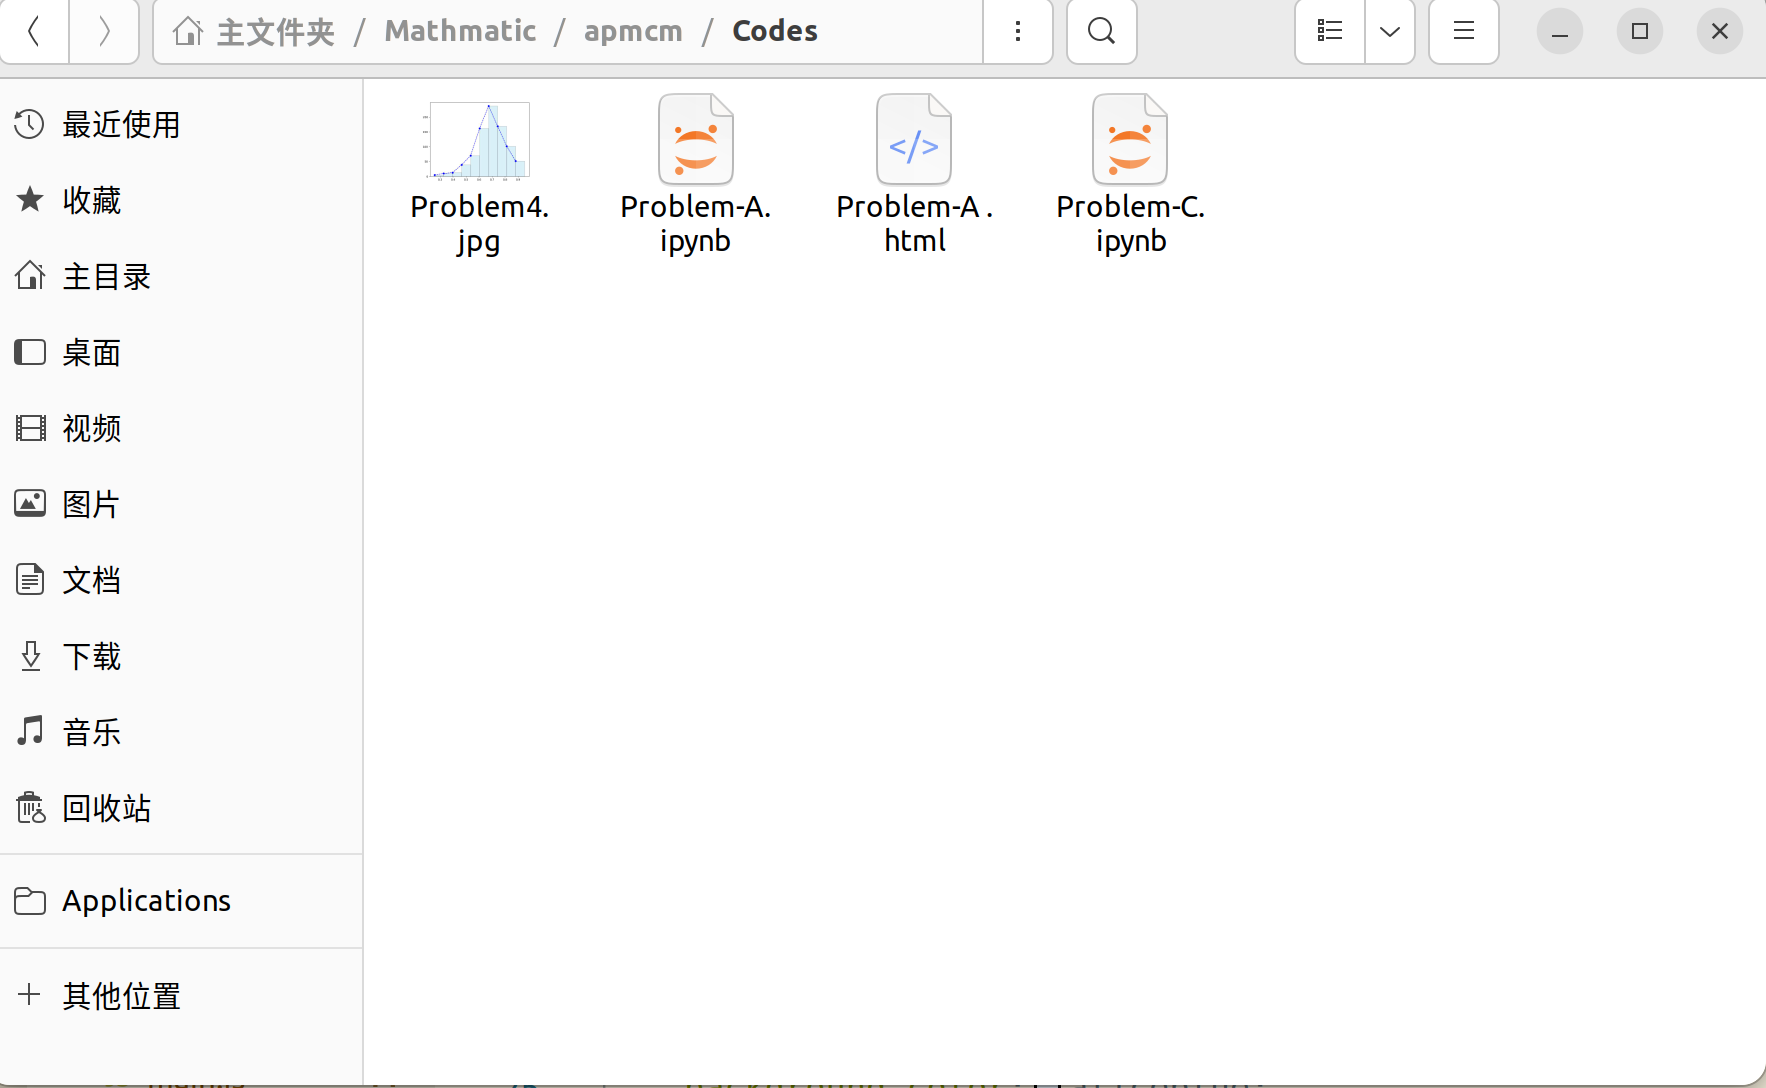 主文件夹 / Mathmatic / apmcm / Codes
最近使用
收藏
主目录
桌面
视频
图片
文档
下载
音乐
回收站
Applications
其他位置
Problem4.
jpg
Problem-A.
ipynb
Problem-A .
html
Problem-C.
ipynb